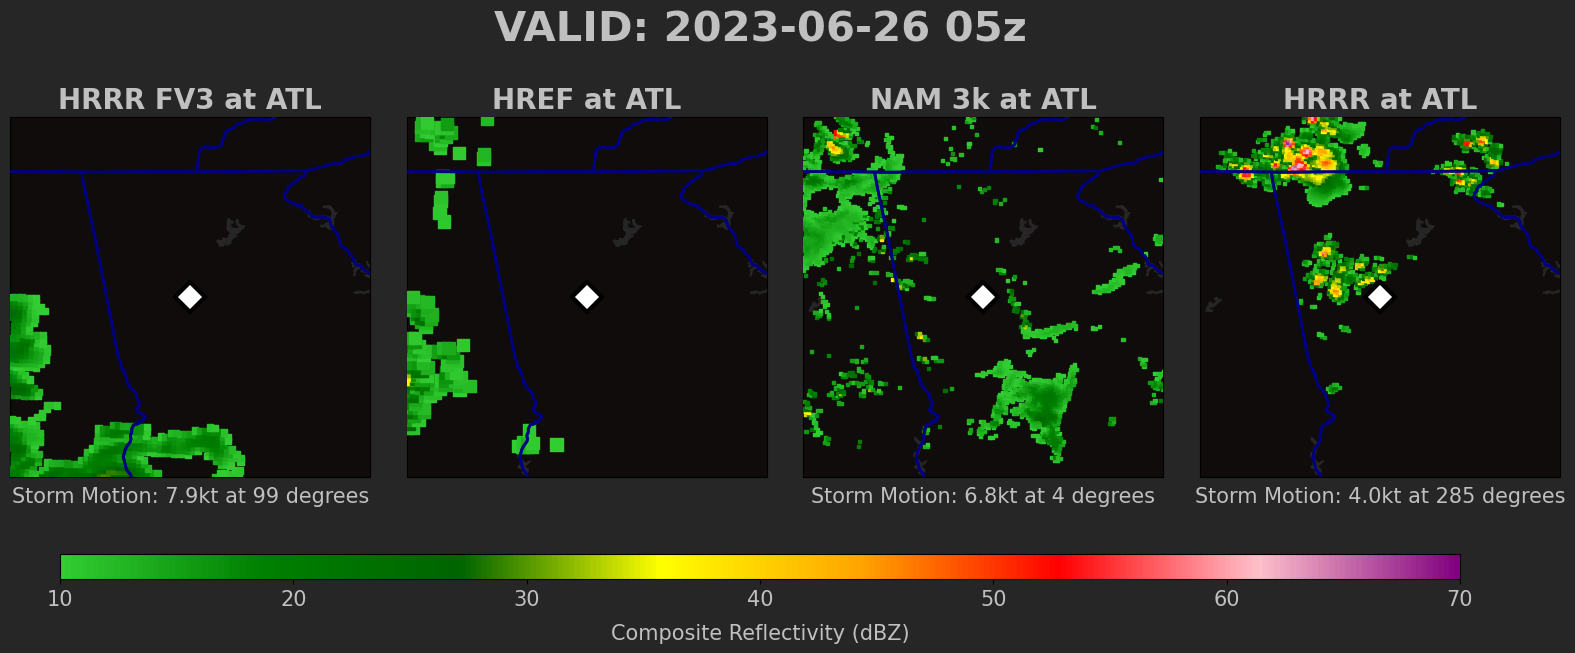 VALID: 2023-06-26 05z
HRRR FV3 at ATL
HREF at ATL
NAM 3k at ATL
HRRR at ATL
Storm Motion: 7.9kt at 99 degrees
Storm Motion: 6.8kt at 4 degrees
Storm Motion: 4.0kt at 285 degrees
10 20 30 40 50 60 70
Composite Reflectivity (dBZ)